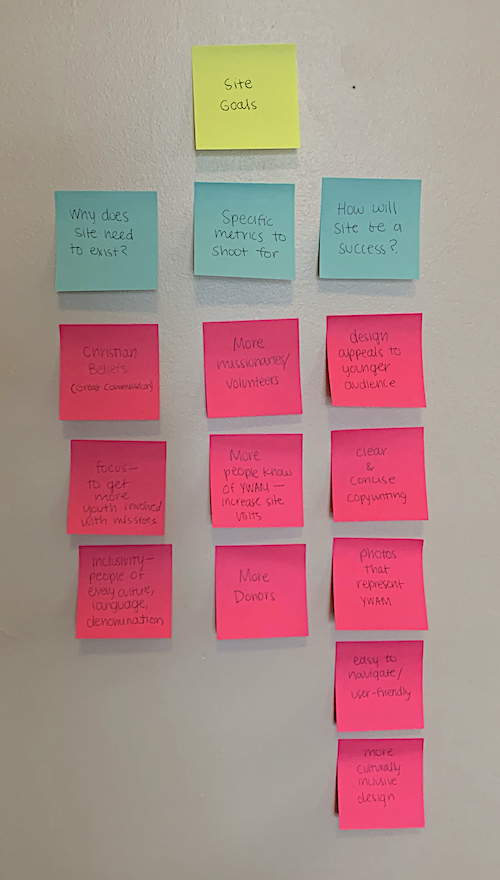 Site
Goals
Why does
site need
to exist?
Specific
metrics to
shoot for
How will
site be a
success?
Christian
Beliefs
(Great Commission)
focus—
to get
more
youth involved
with missions
inclusivity—
people of
every culture,
language,
denomination
More
missionaries/
volunteers
More
people know
of YWAM—
increase site
visits
More
Donors
design
appeals to
younger
audience
clear
&
concise
copywriting
photos
that
represent
YWAM
easy to
navigate/
user-friendly
more
culturally
inclusive
design